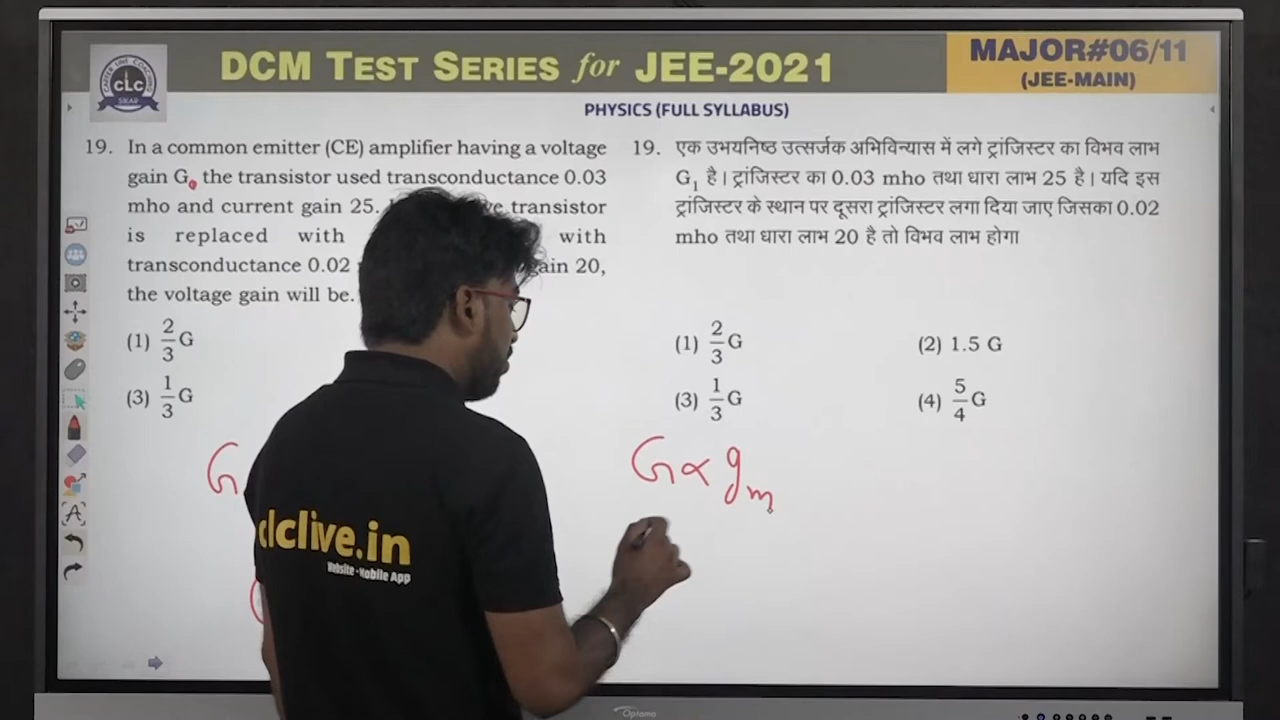 DCM TEST SERIES for JEE-2021
MAJOR#06/11
(JEE-MAIN)
CLC
SIKAR
PHYSICS (FULL SYLLABUS)
19. In a common emitter (CE) amplifier having a voltage
gain G, the transistor used transconductance 0.03
mho and current gain 25. transistor
is replaced with with
transconductance 0.02 gain 20,
the voltage gain will be.
(1) 2/3 G
(3) 1/3 G
19. एक उभयनिष्ठ उत्सर्जक अभिविन्यास में लगे ट्रांजिस्टर का विभव लाभ
G₁ है। ट्रांजिस्टर का 0.03 mho तथा धारा लाभ 25 है। यदि इस
ट्रांजिस्टर के स्थान पर दूसरा ट्रांजिस्टर लगा दिया जाए जिसका 0.02
mho तथा धारा लाभ 20 है तो विभव लाभ होगा
(1) 2/3 G (2) 1.5 G
(3) 1/3 G (4) 5/4 G
G
G ∝ gₘ
clclive.in
Website - Mobile App
Optoma